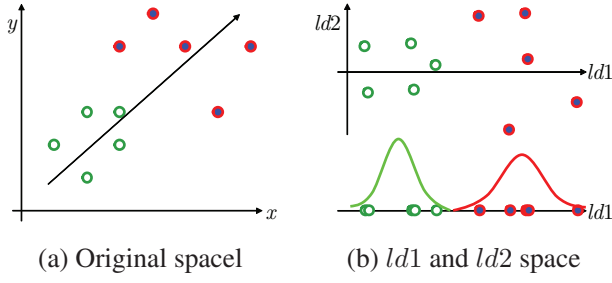 y
x
(a) Original spacel
ld2
ld1
ld1
(b) ld1 and ld2 space